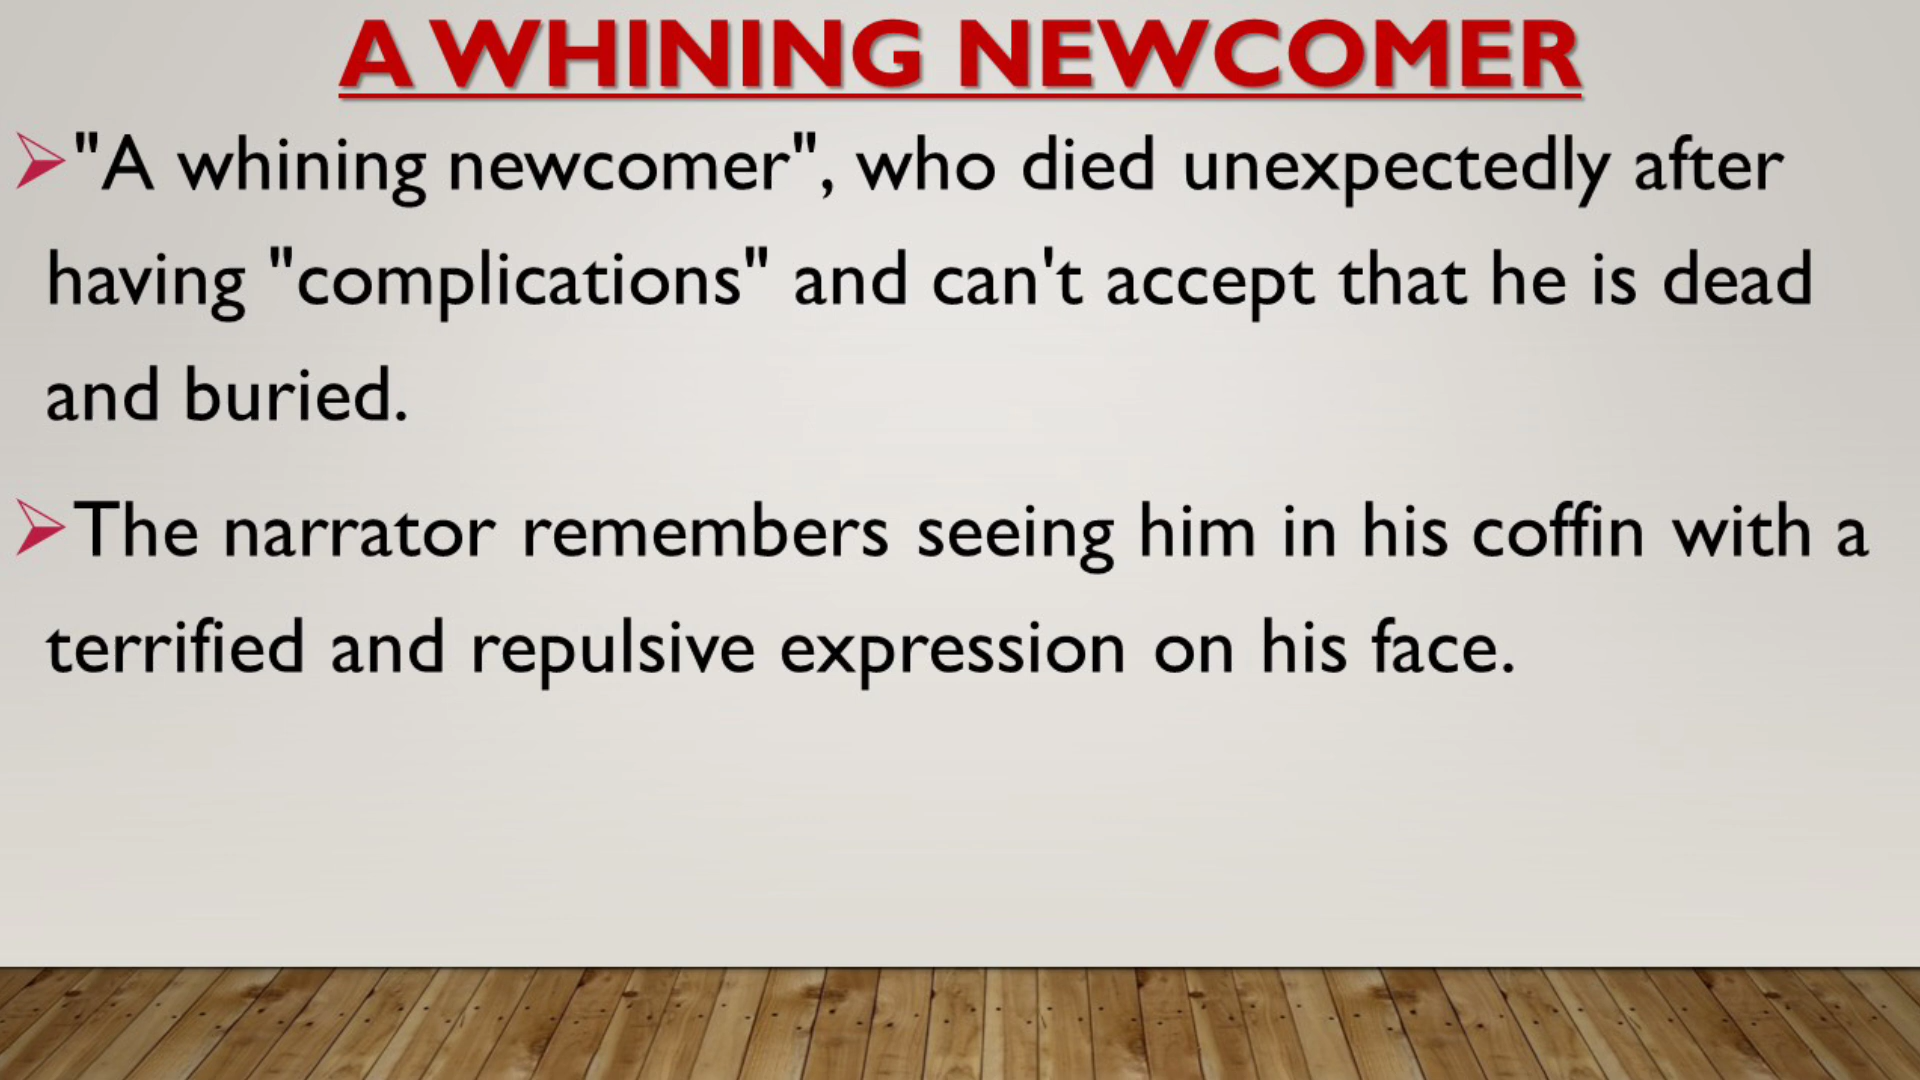 A WHINING NEWCOMER
"A whining newcomer", who died unexpectedly after
having "complications" and can't accept that he is dead
and buried.
The narrator remembers seeing him in his coffin with a
terrified and repulsive expression on his face.